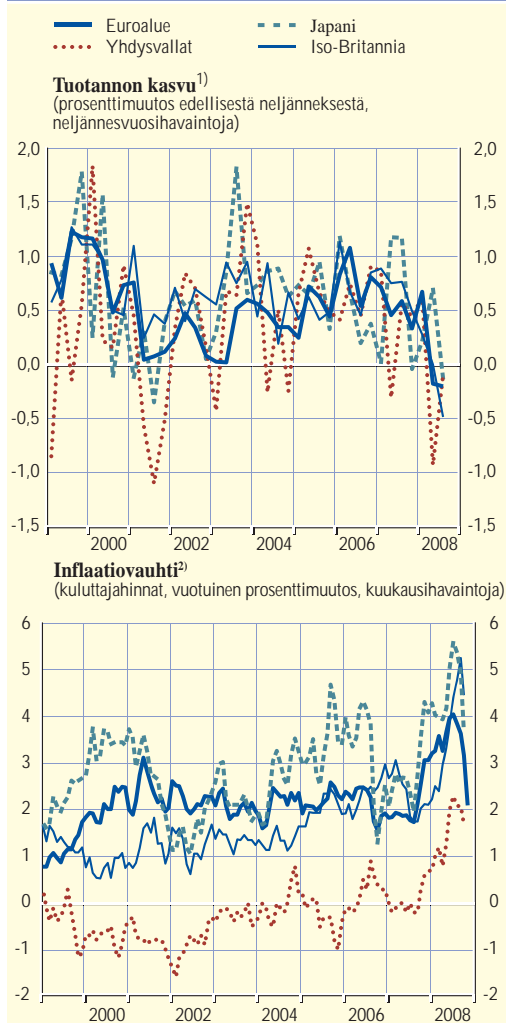 Euroalue Japani
Yhdysvallat Iso-Britannia
Tuotannon kasvu1)
(prosenttimuutos edellisestä neljänneksestä,
neljännesvuosihavaintoja)
2,0 2,0
1,5 1,5
1,0 1,0
0,5 0,5
0,0 0,0
-0,5 -0,5
-1,0 -1,0
-1,5 -1,5
2000 2002 2004 2006 2008
Inflaatiovauhti2)
(kuluttajahinnat, vuotuinen prosenttimuutos, kuukausihavaintoja)
6 6
5 5
4 4
3 3
2 2
1 1
0 0
-1 -1
-2 -2
2000 2002 2004 2006 2008